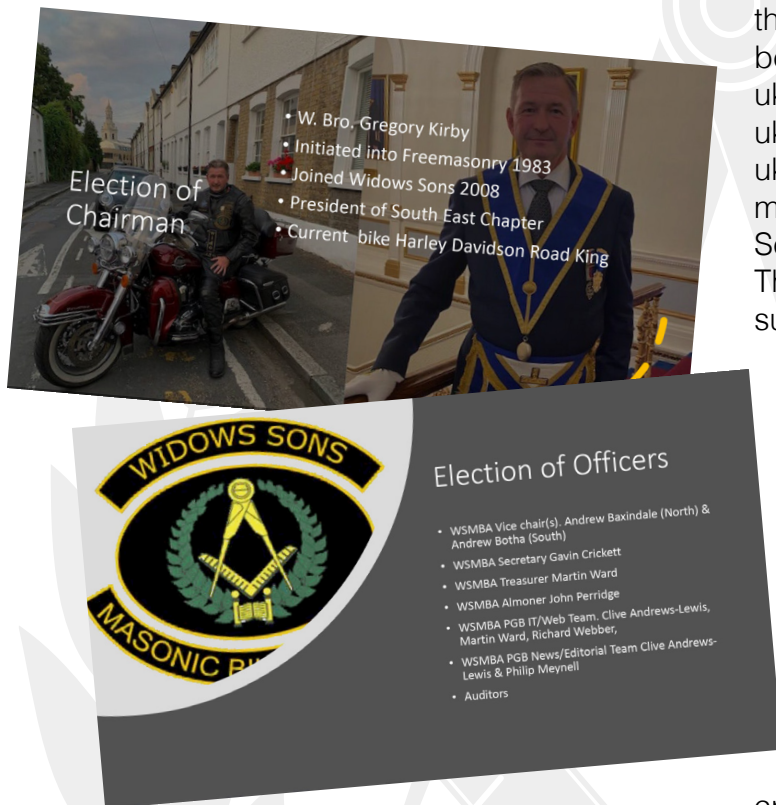 Election of
Chairman
• W. Bro. Gregory Kirby
• Initiated into Freemasonry 1983
• Joined Widows Sons 2008
• President of South East Chapter
• Current bike Harley Davidson Road King
WIDOWS SONS
MASONIC
Election of Officers
• WSMBA Vice chair(s). Andrew Baxindale (North) &
Andrew Botha (South)
• WSMBA Secretary Gavin Crickett
• WSMBA Treasurer Martin Ward
• WSMBA Almoner John Perridge
• WSMBA PGB IT/Web Team. Clive Andrews-Lewis,
Martin Ward, Richard Webber,
• WSMBA PGB News/Editorial Team Clive Andrews-
Lewis & Philip Meynell
• Auditors